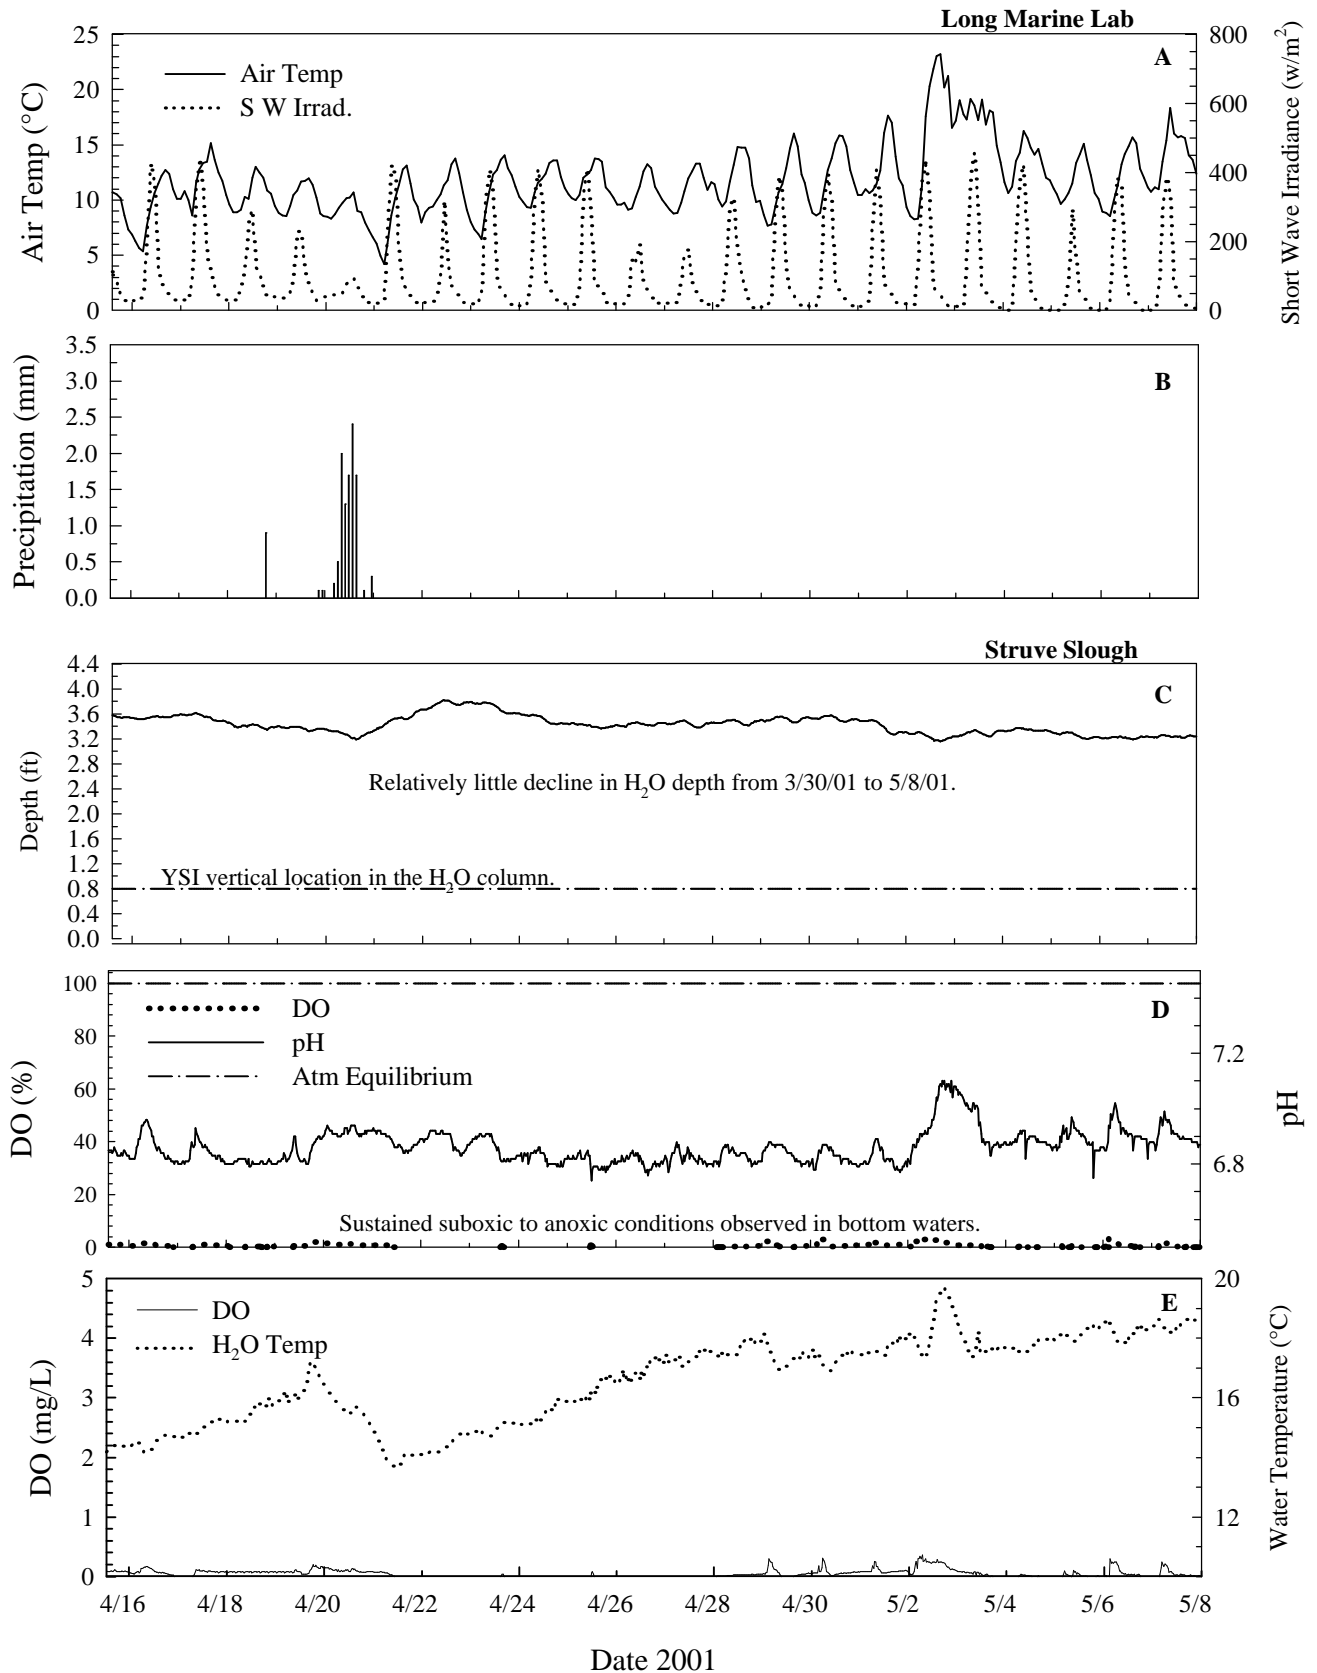 Long Marine Lab
A
Air Temp
S W Irrad.
25
20
15
10
5
0
Air Temp (°C)
800
600
400
200
0
Short Wave Irradiance (w/m²)
B
3.5
3.0
2.5
2.0
1.5
1.0
0.5
0.0
Precipitation (mm)
Struve Slough
C
4.4
4.0
3.6
3.2
2.8
2.4
2.0
1.6
1.2
0.8
0.4
0.0
Depth (ft)
Relatively little decline in H₂O depth from 3/30/01 to 5/8/01.
YSI vertical location in the H₂O column.
D
DO
pH
Atm Equilibrium
100
80
60
40
20
0
DO (%)
7.2
6.8
pH
Sustained suboxic to anoxic conditions observed in bottom waters.
E
DO
H₂O Temp
5
4
3
2
1
0
DO (mg/L)
20
16
12
Water Temperature (°C)
4/16 4/18 4/20 4/22 4/24 4/26 4/28 4/30 5/2 5/4 5/6 5/8
Date 2001